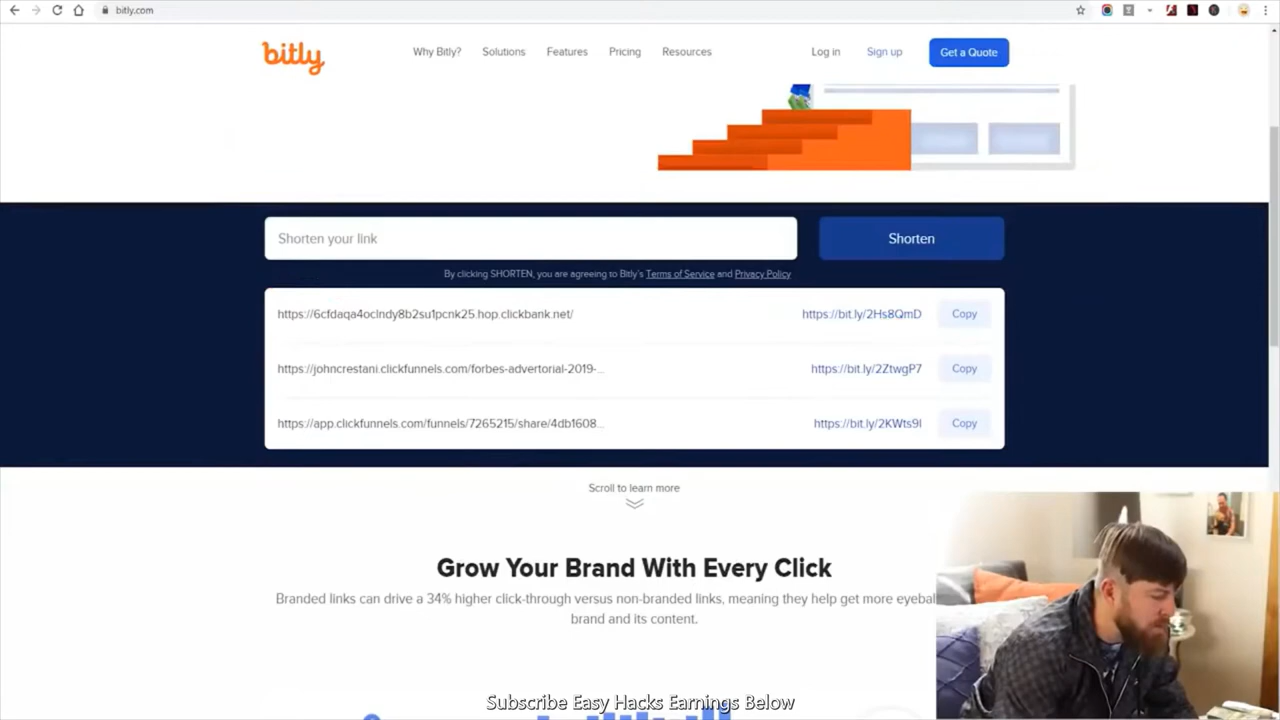 bitly.com
bitly
Why Bitly?
Solutions
Features
Pricing
Resources
Log in
Sign up
Get a Quote
Shorten your link
Shorten
By clicking SHORTEN, you are agreeing to Bitly's Terms of Service and Privacy Policy
https://6cfdaqa4oclndy8b2su1pcnk25.hop.clickbank.net/
https://bit.ly/2Hs8QmD
Copy
https://johncrestani.clickfunnels.com/forbes-advertorial-2019-...
https://bit.ly/2ZtwgP7
Copy
https://app.clickfunnels.com/funnels/7265215/share/4db1608...
https://bit.ly/2KWts9I
Copy
Scroll to learn more
Grow Your Brand With Every Click
Branded links can drive a 34% higher click-through versus non-branded links, meaning they help get more eyebal
brand and its content.
Subscribe Easy Hacks Earnings Below